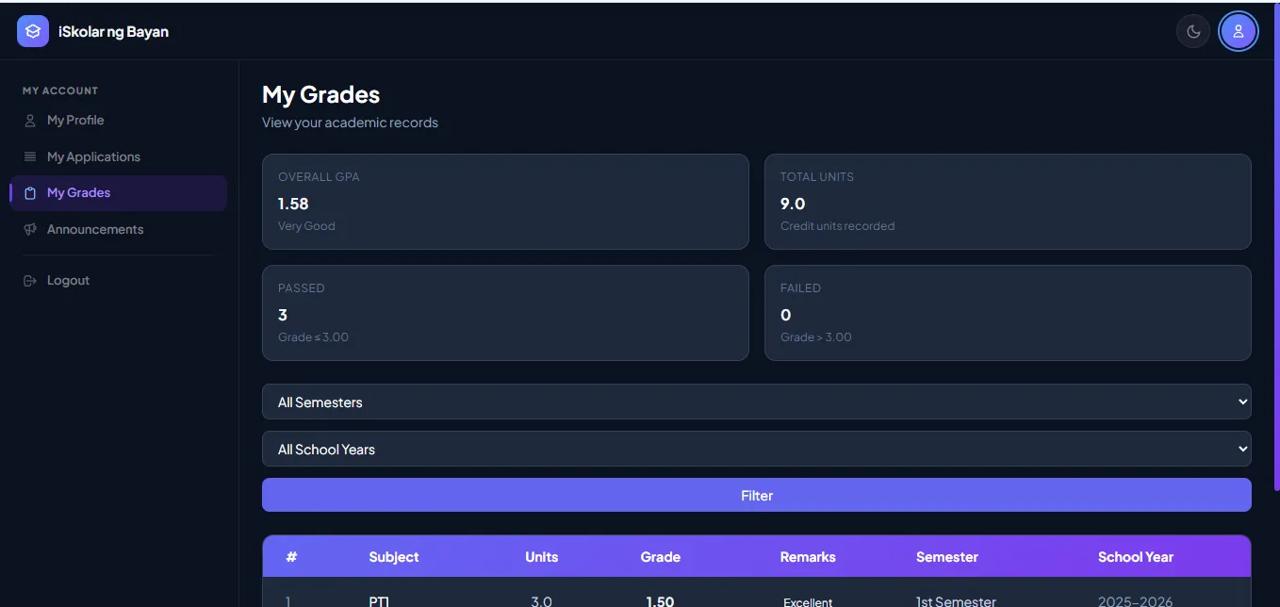 iSkolar ng Bayan
MY ACCOUNT
My Profile
My Applications
My Grades
Announcements
Logout
My Grades
View your academic records
OVERALL GPA
1.58
Very Good
TOTAL UNITS
9.0
Credit units recorded
PASSED
3
Grade ≤ 3.00
FAILED
0
Grade > 3.00
All Semesters
All School Years
Filter
# Subject Units Grade Remarks Semester School Year
1 PT1 3.0 1.50 Excellent 1st Semester 2025–2026